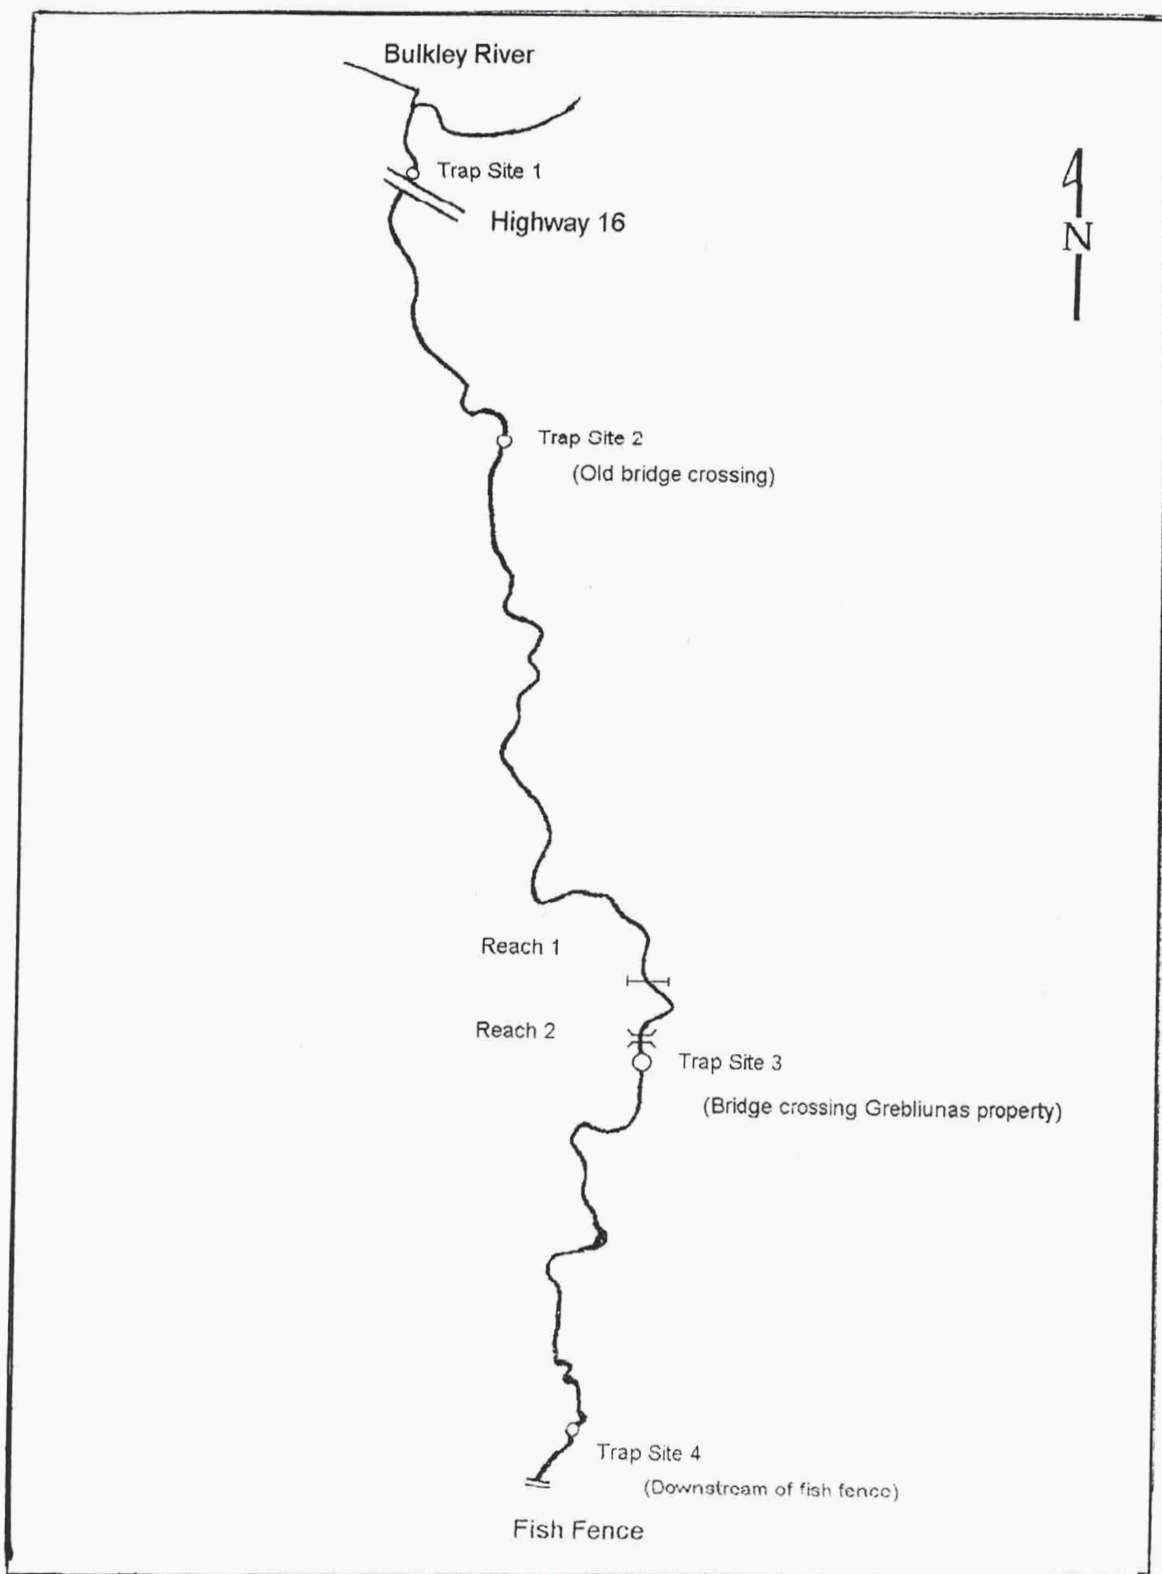 Bulkley River
Trap Site 1
Highway 16
N
Trap Site 2
(Old bridge crossing)
Reach 1
Reach 2
Trap Site 3
(Bridge crossing Grebliunas property)
Trap Site 4
(Downstream of fish fence)
Fish Fence